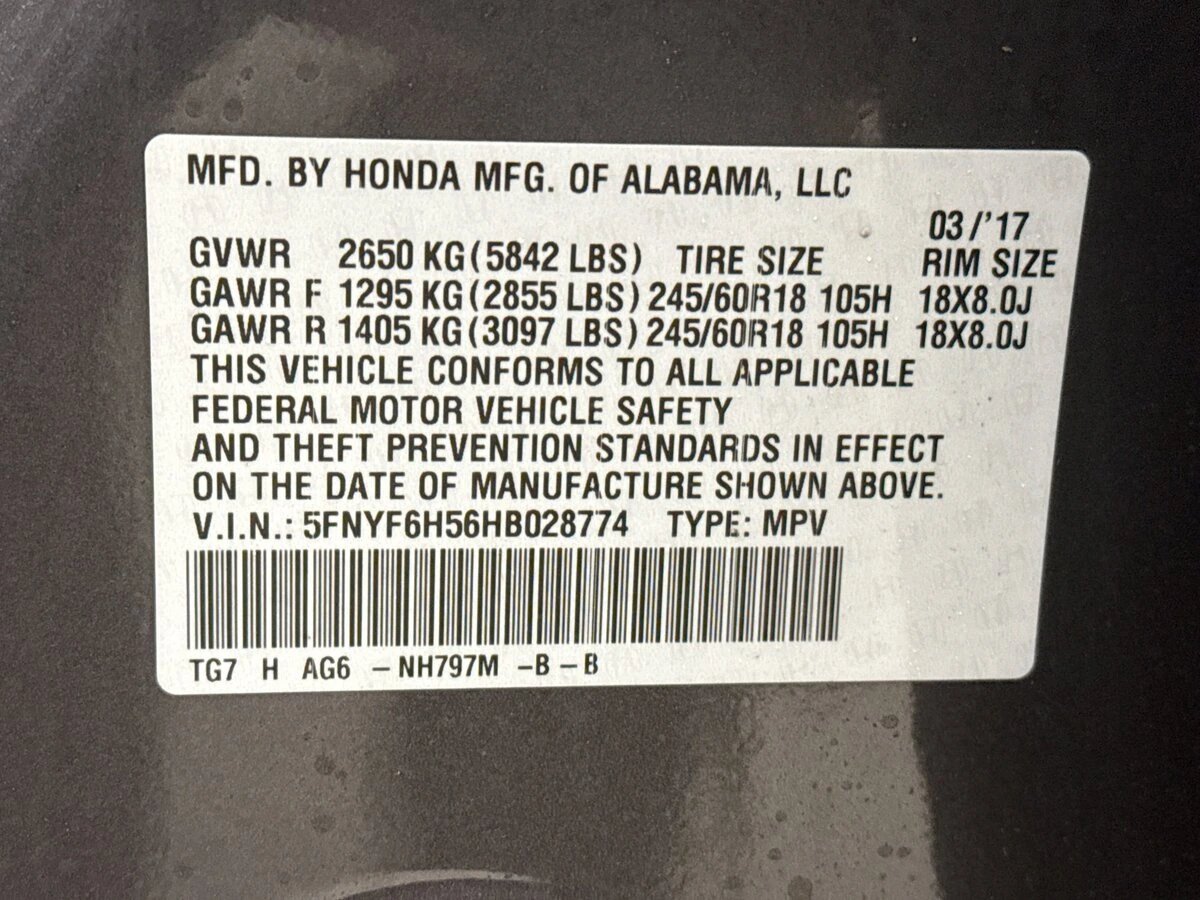 MFD. BY HONDA MFG. OF ALABAMA, LLC
03/'17
GVWR 2650 KG (5842 LBS) TIRE SIZE RIM SIZE
GAWR F 1295 KG (2855 LBS) 245/60R18 105H 18X8.0J
GAWR R 1405 KG (3097 LBS) 245/60R18 105H 18X8.0J
THIS VEHICLE CONFORMS TO ALL APPLICABLE
FEDERAL MOTOR VEHICLE SAFETY
AND THEFT PREVENTION STANDARDS IN EFFECT
ON THE DATE OF MANUFACTURE SHOWN ABOVE.
V.I.N.: 5FNYF6H56HB028774 TYPE: MPV
TG7 H AG6 – NH797M – B – B